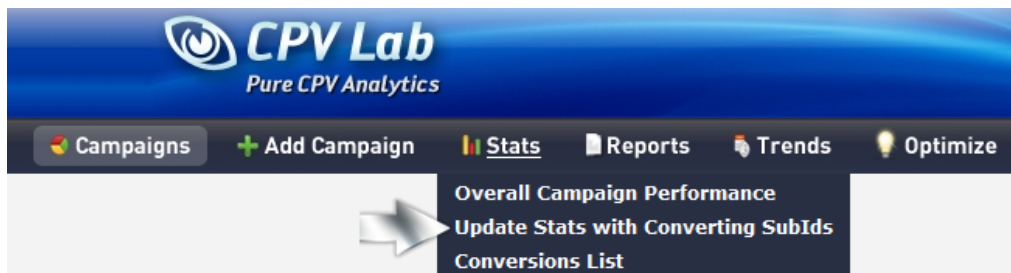 CPV Lab
Pure CPV Analytics
Campaigns Add Campaign Stats Reports Trends Optimize
Overall Campaign Performance
Update Stats with Converting SubIds
Conversions List